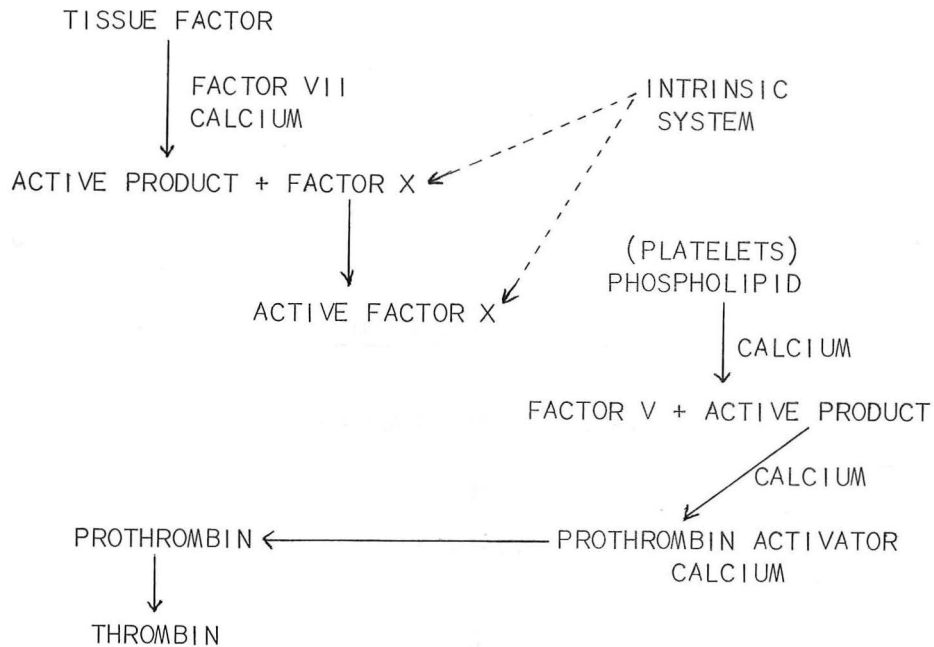 TISSUE FACTOR
FACTOR VII
CALCIUM
INTRINSIC
SYSTEM
ACTIVE PRODUCT + FACTOR X
(PLATELETS)
PHOSPHOLIPID
ACTIVE FACTOR X
CALCIUM
FACTOR V + ACTIVE PRODUCT
CALCIUM
PROTHROMBIN
PROTHROMBIN ACTIVATOR
CALCIUM
THROMBIN